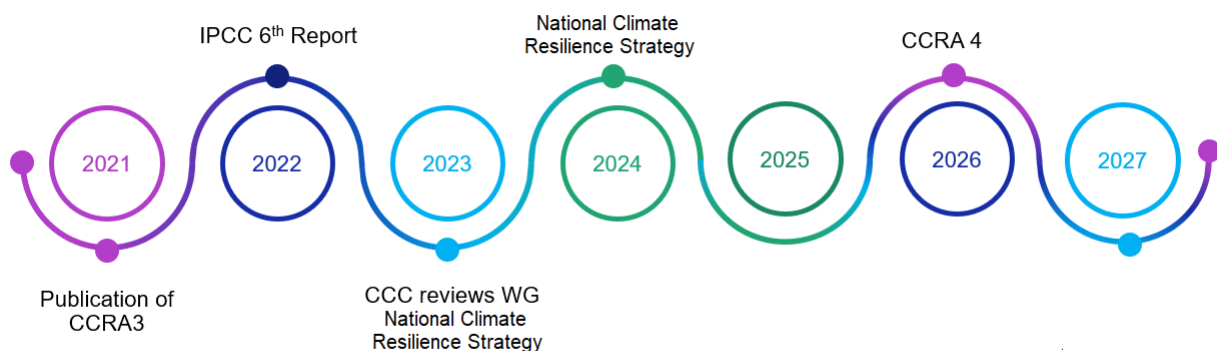 IPCC 6th Report
National Climate
Resilience Strategy
CCRA 4
2021
2022
2023
2024
2025
2026
2027
Publication of
CCRA3
CCC reviews WG
National Climate
Resilience Strategy